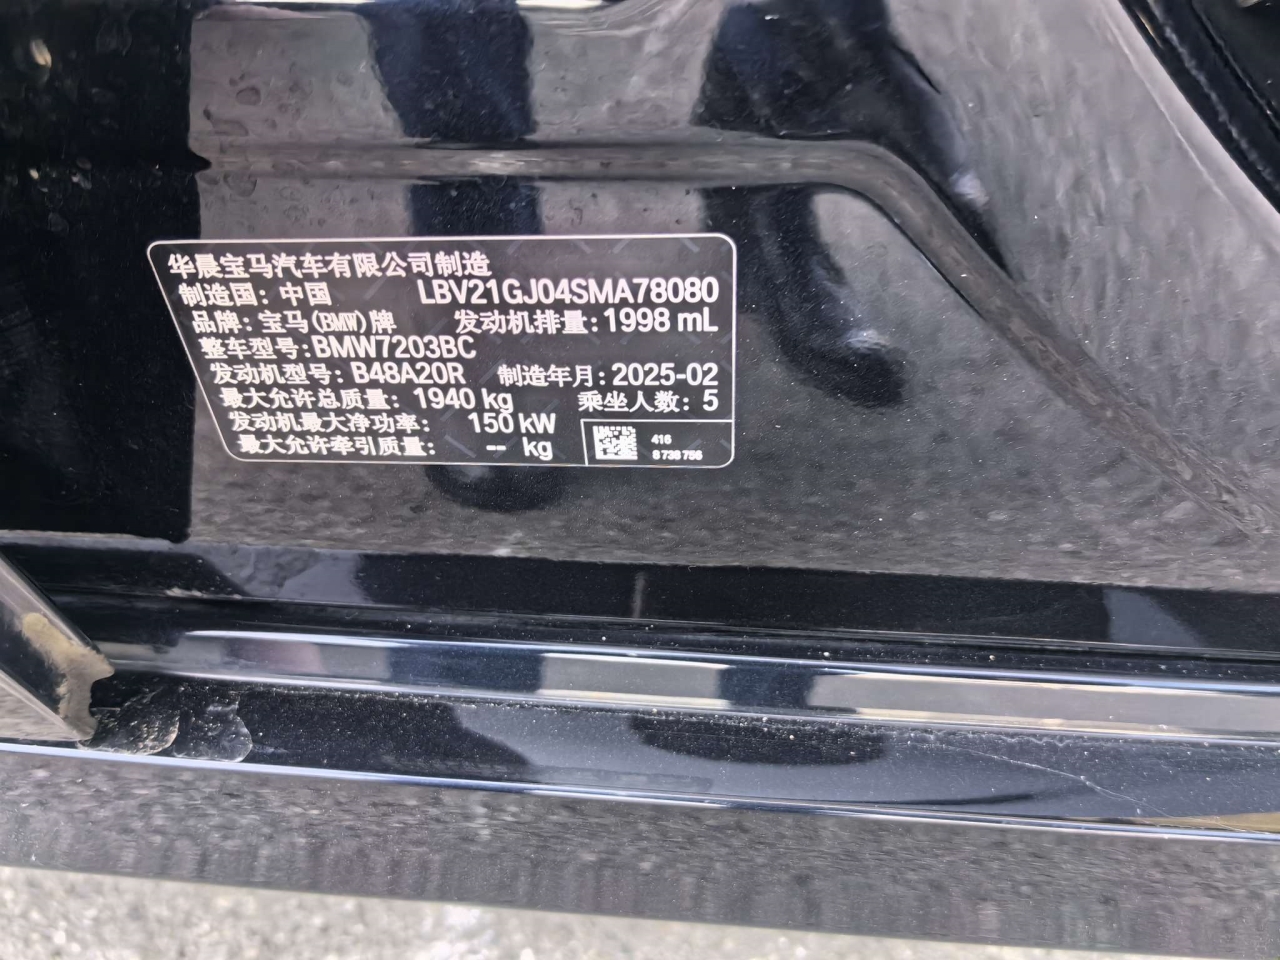 华晨宝马汽车有限公司制造
制造国: 中国 LBV21GJ04SMA78080
品牌: 宝马(BMW)牌 发动机排量: 1998 mL
整车型号: BMW7203BC
发动机型号: B48A20R 制造年月: 2025-02
最大允许总质量: 1940 kg 乘坐人数: 5
发动机最大净功率: 150 kW
最大允许牵引质量: -- kg
416
8 738 756